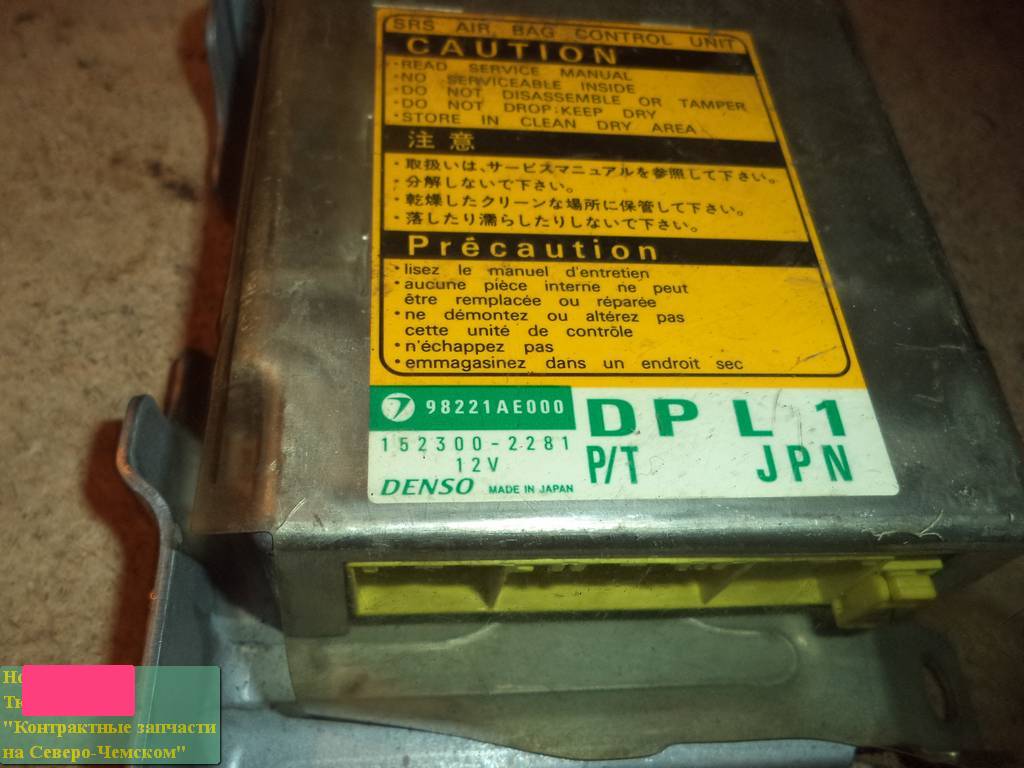 SRS AIR BAG CONTROL UNIT
CAUTION
・READ SERVICE MANUAL
・NO SERVICEABLE INSIDE
・DO NOT DISASSEMBLE OR TAMPER
・DO NOT DROP:KEEP DRY
・STORE IN CLEAN DRY AREA
注意
・取扱いは、サービスマニュアルを参照して下さい。
・分解しないで下さい。
・乾燥したクリーンな場所に保管して下さい。
・落したり濡らしたりしないで下さい。
Précaution
・lisez le manuel d'entretien
・aucune pièce interne ne peut
être remplacée ou réparée
・ne démontez ou altérez pas
cette unité de contrôle
・n'échappez pas
・emmagasinez dans un endroit sec
7 98221AE000
DPL1
152300-2281
12V
P/T JPN
DENSO MADE IN JAPAN
"Контрактные запчасти
на Северо-Чемском"